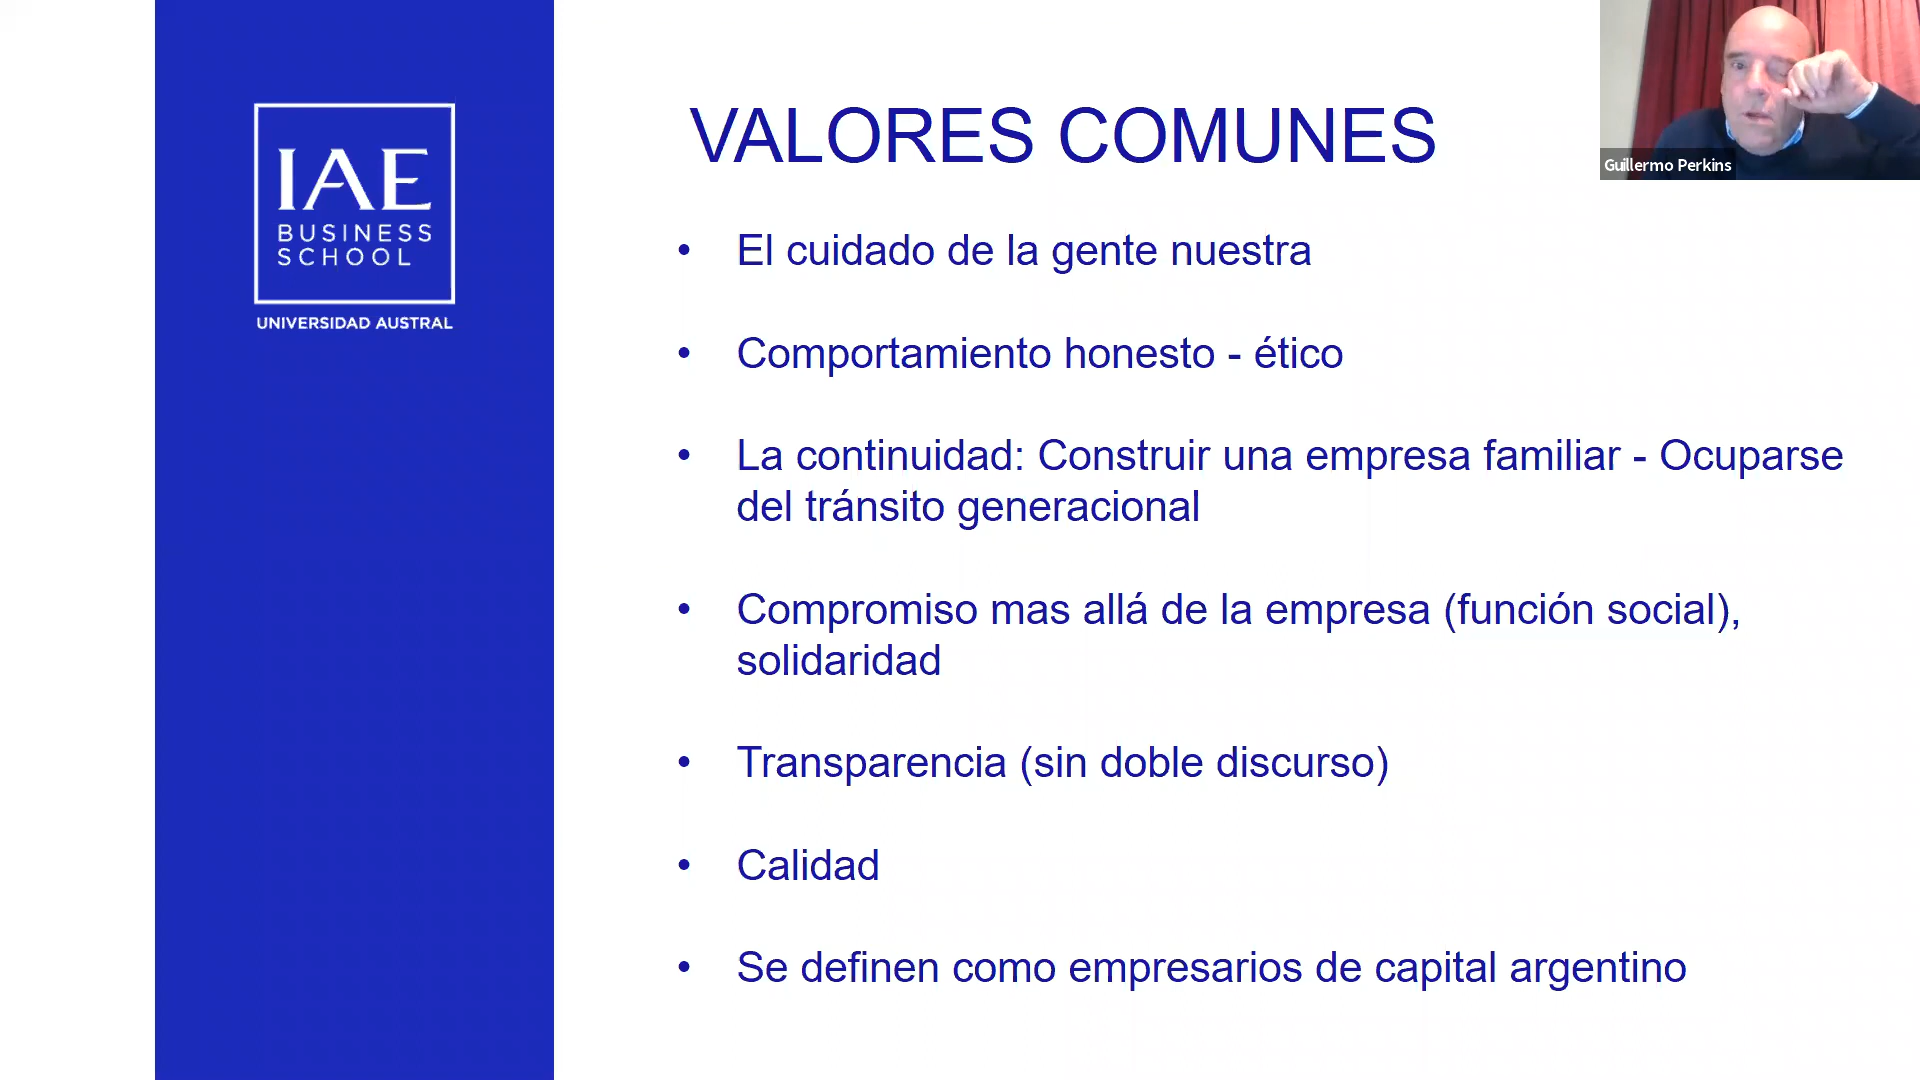 IAE
BUSINESS
SCHOOL
UNIVERSIDAD AUSTRAL
VALORES COMUNES
• El cuidado de la gente nuestra
• Comportamiento honesto - ético
• La continuidad: Construir una empresa familiar - Ocuparse
del tránsito generacional
• Compromiso mas allá de la empresa (función social),
solidaridad
• Transparencia (sin doble discurso)
• Calidad
• Se definen como empresarios de capital argentino
Guillermo Perkins